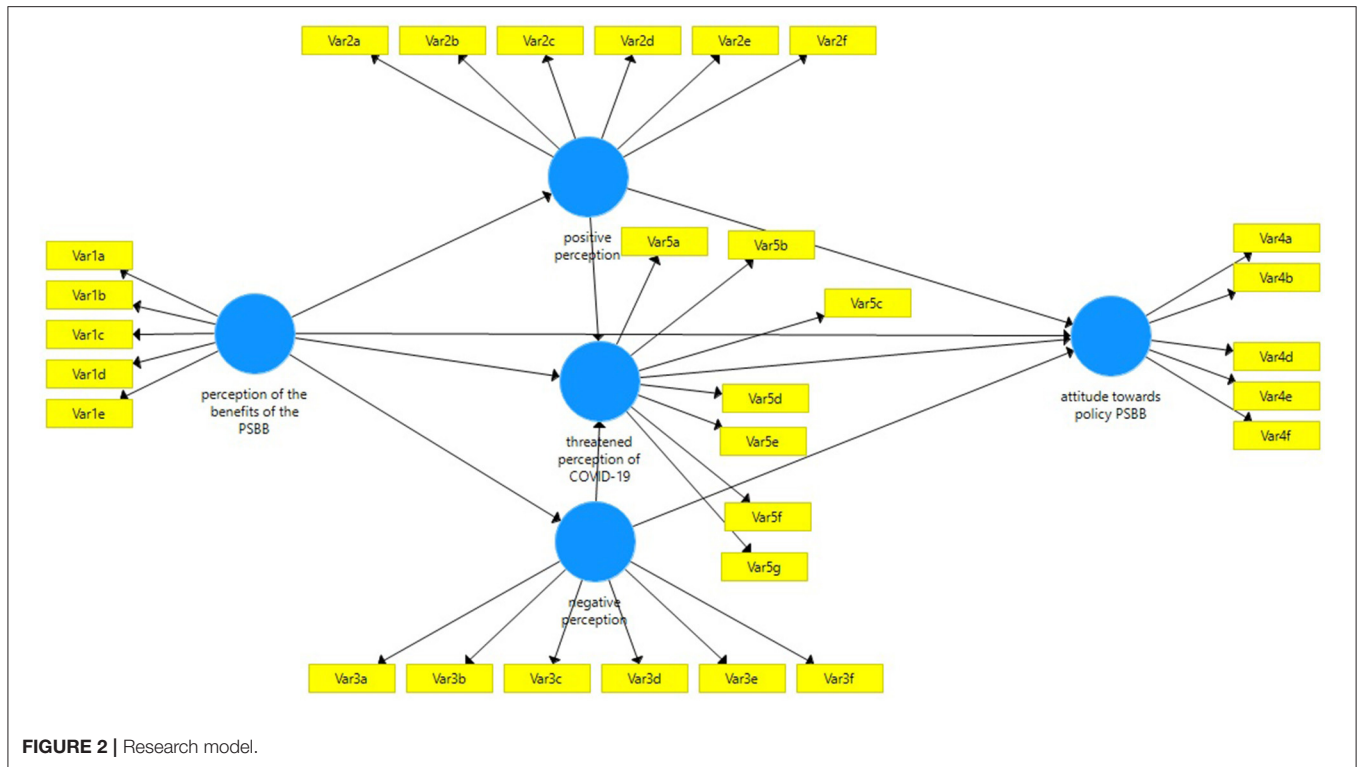 Var2a
Var2b
Var2c
Var2d
Var2e
Var2f
positive
perception
Var5a
Var5b
Var5c
Var1a
Var1b
Var1c
Var1d
Var1e
perception of the
benefits of the
PSBB
threatened
perception of
COVID-19
Var5d
Var5e
Var5f
Var5g
Var4a
Var4b
Var4d
Var4e
Var4f
attitude towards
policy PSBB
negative
perception
Var3a
Var3b
Var3c
Var3d
Var3e
Var3f
FIGURE 2 | Research model.